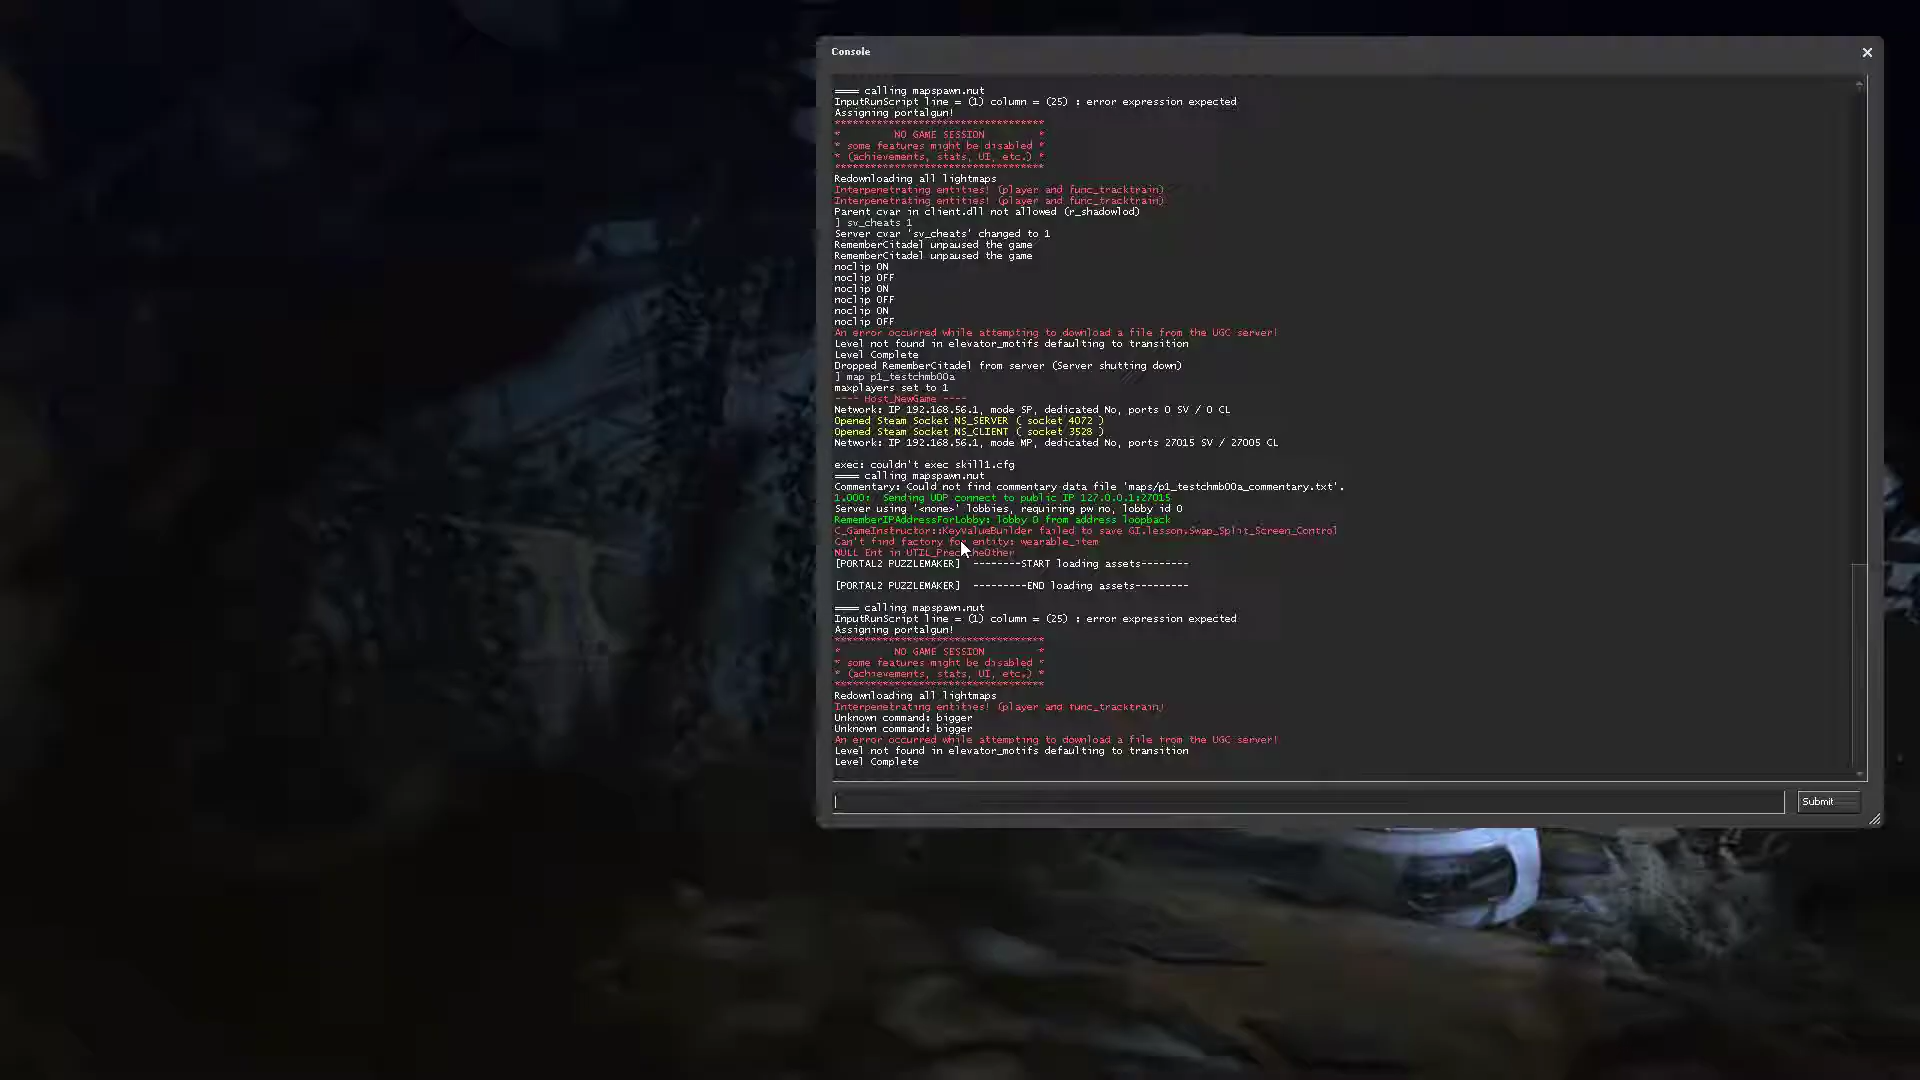 Console
==== calling mapspawn.nut
InputRunScript line = (1) column = (25) : error expression expected
Assigning portalgun!
***********************************
* NO GAME SESSION *
* some features might be disabled *
* (achievements, stats, UI, etc.) *
***********************************
Redownloading all lightmaps
Interpenetrating entities! (player and func_tracktrain)
Interpenetrating entities! (player and func_tracktrain)
Parent cvar in client.dll not allowed (r_shadowlod)
] sv_cheats 1
Server cvar 'sv_cheats' changed to 1
RememberCitadel unpaused the game
RememberCitadel unpaused the game
noclip ON
noclip OFF
noclip ON
noclip OFF
noclip ON
noclip OFF
An error occurred while attempting to download a file from the UGC server!
Level not found in elevator_motifs defaulting to transition
Level Complete
Dropped RememberCitadel from server (Server shutting down)
] map p1_testchmb00a
maxplayers set to 1
---- Host_NewGame ----
Network: IP 192.168.56.1, mode SP, dedicated No, ports 0 SV / 0 CL
Opened Steam Socket NS_SERVER ( socket 4072 )
Opened Steam Socket NS_CLIENT ( socket 3528 )
Network: IP 192.168.56.1, mode MP, dedicated No, ports 27015 SV / 27005 CL
exec: couldn't exec skill1.cfg
==== calling mapspawn.nut
Commentary: Could not find commentary data file 'maps/p1_testchmb00a_commentary.txt'.
1.000: Sending UDP connect to public IP 127.0.0.1:27015
Server using '<none>' lobbies, requiring pw no, lobby id 0
RememberIPAddressForLobby: lobby 0 from address loopback
C_GameInstructor::KeyValueBuilder failed to save GI.lesson.Swap_Split_Screen_Control
Can't find factory for entity: wearable_item
NULL Ent in UTIL_PrecacheOther
[PORTAL2 PUZZLEMAKER] --------START loading assets--------
[PORTAL2 PUZZLEMAKER] ---------END loading assets--------
==== calling mapspawn.nut
InputRunScript line = (1) column = (25) : error expression expected
Assigning portalgun!
***********************************
* NO GAME SESSION *
* some features might be disabled *
* (achievements, stats, UI, etc.) *
***********************************
Redownloading all lightmaps
Interpenetrating entities! (player and func_tracktrain)
Unknown command: bigger
Unknown command: bigger
An error occurred while attempting to download a file from the UGC server!
Level not found in elevator_motifs defaulting to transition
Level Complete
Submit